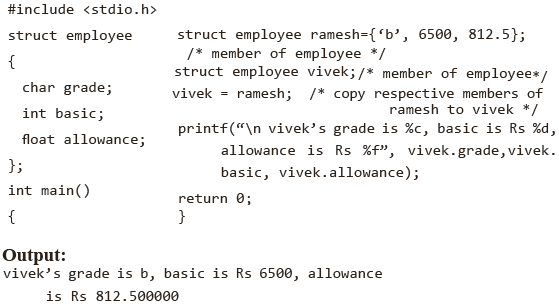 #include <stdio.h>
struct employee
{
char grade;
int basic;
float allowance;
};
int main()
{
struct employee ramesh={‘b’, 6500, 812.5};
/* member of employee */
struct employee vivek;/* member of employee*/
vivek = ramesh; /* copy respective members of
ramesh to vivek */
printf(“\n vivek’s grade is %c, basic is Rs %d,
allowance is Rs %f”, vivek.grade,vivek.
basic, vivek.allowance);
return 0;
}
Output:
vivek’s grade is b, basic is Rs 6500, allowance
is Rs 812.500000